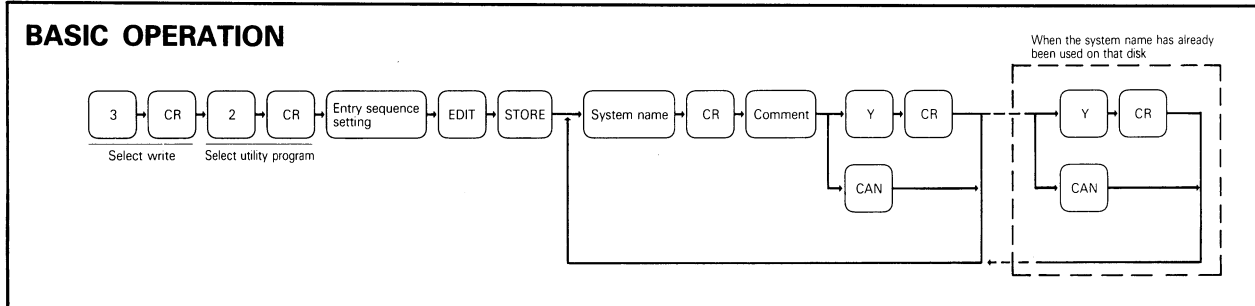 BASIC OPERATION
When the system name has already
been used on that disk
3 CR 2 CR Entry sequence setting EDIT STORE System name CR Comment Y CR Y CR
Select write Select utility program
CAN CAN